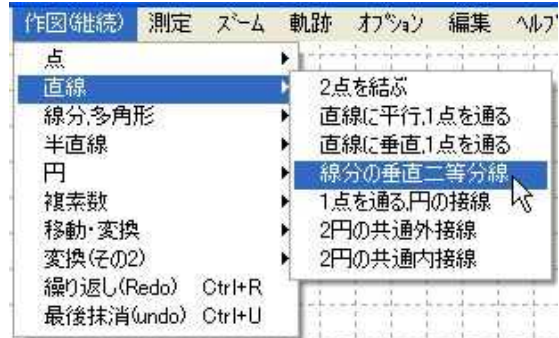 作図(継続) 測定 ズーム 軌跡 オプション 編集 ヘルプ
点
直線
線分,多角形
半直線
円
複素数
移動・変換
変換(その2)
繰り返し(Redo) Ctrl+R
最後抹消(undo) Ctrl+U
2点を結ぶ
直線に平行,1点を通る
直線に垂直,1点を通る
線分の垂直二等分線
1点を通る,円の接線
2円の共通外接線
2円の共通内接線